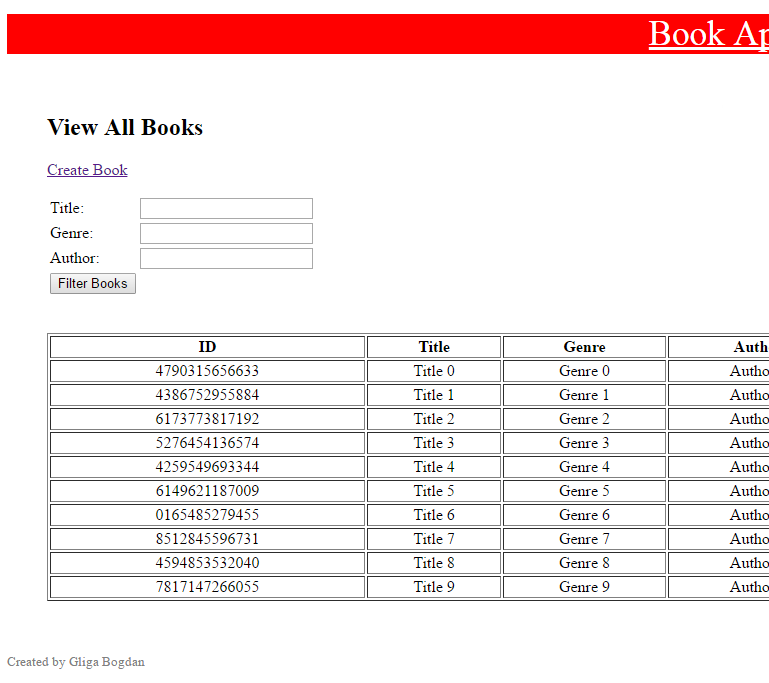 Book Ap
View All Books
Create Book
Title:
Genre:
Author:
Filter Books
ID Title Genre Auth
4790315656633 Title 0 Genre 0 Autho
4386752955884 Title 1 Genre 1 Autho
6173773817192 Title 2 Genre 2 Autho
5276454136574 Title 3 Genre 3 Autho
4259549693344 Title 4 Genre 4 Autho
6149621187009 Title 5 Genre 5 Autho
0165485279455 Title 6 Genre 6 Autho
8512845596731 Title 7 Genre 7 Autho
4594853532040 Title 8 Genre 8 Autho
7817147266055 Title 9 Genre 9 Autho
Created by Gliga Bogdan